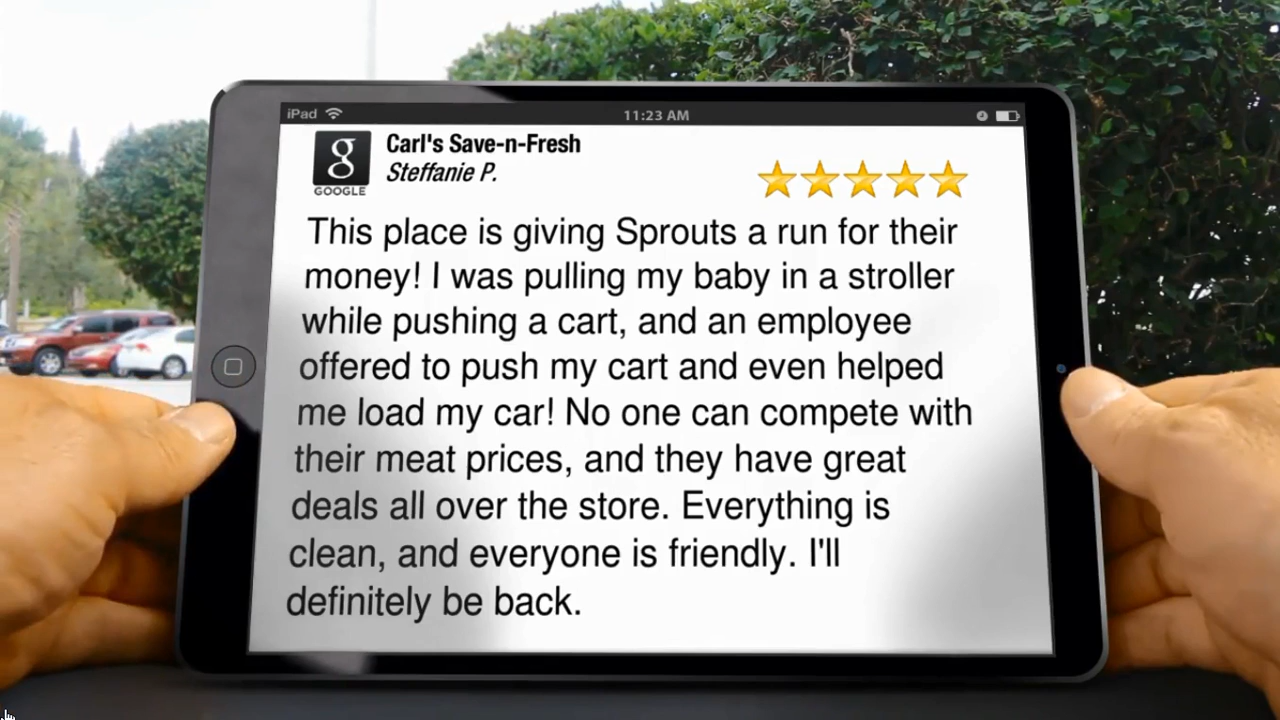 iPad
11:23 AM
g
GOOGLE
Carl's Save-n-Fresh
Steffanie P.
This place is giving Sprouts a run for their
money! I was pulling my baby in a stroller
while pushing a cart, and an employee
offered to push my cart and even helped
me load my car! No one can compete with
their meat prices, and they have great
deals all over the store. Everything is
clean, and everyone is friendly. I'll
definitely be back.